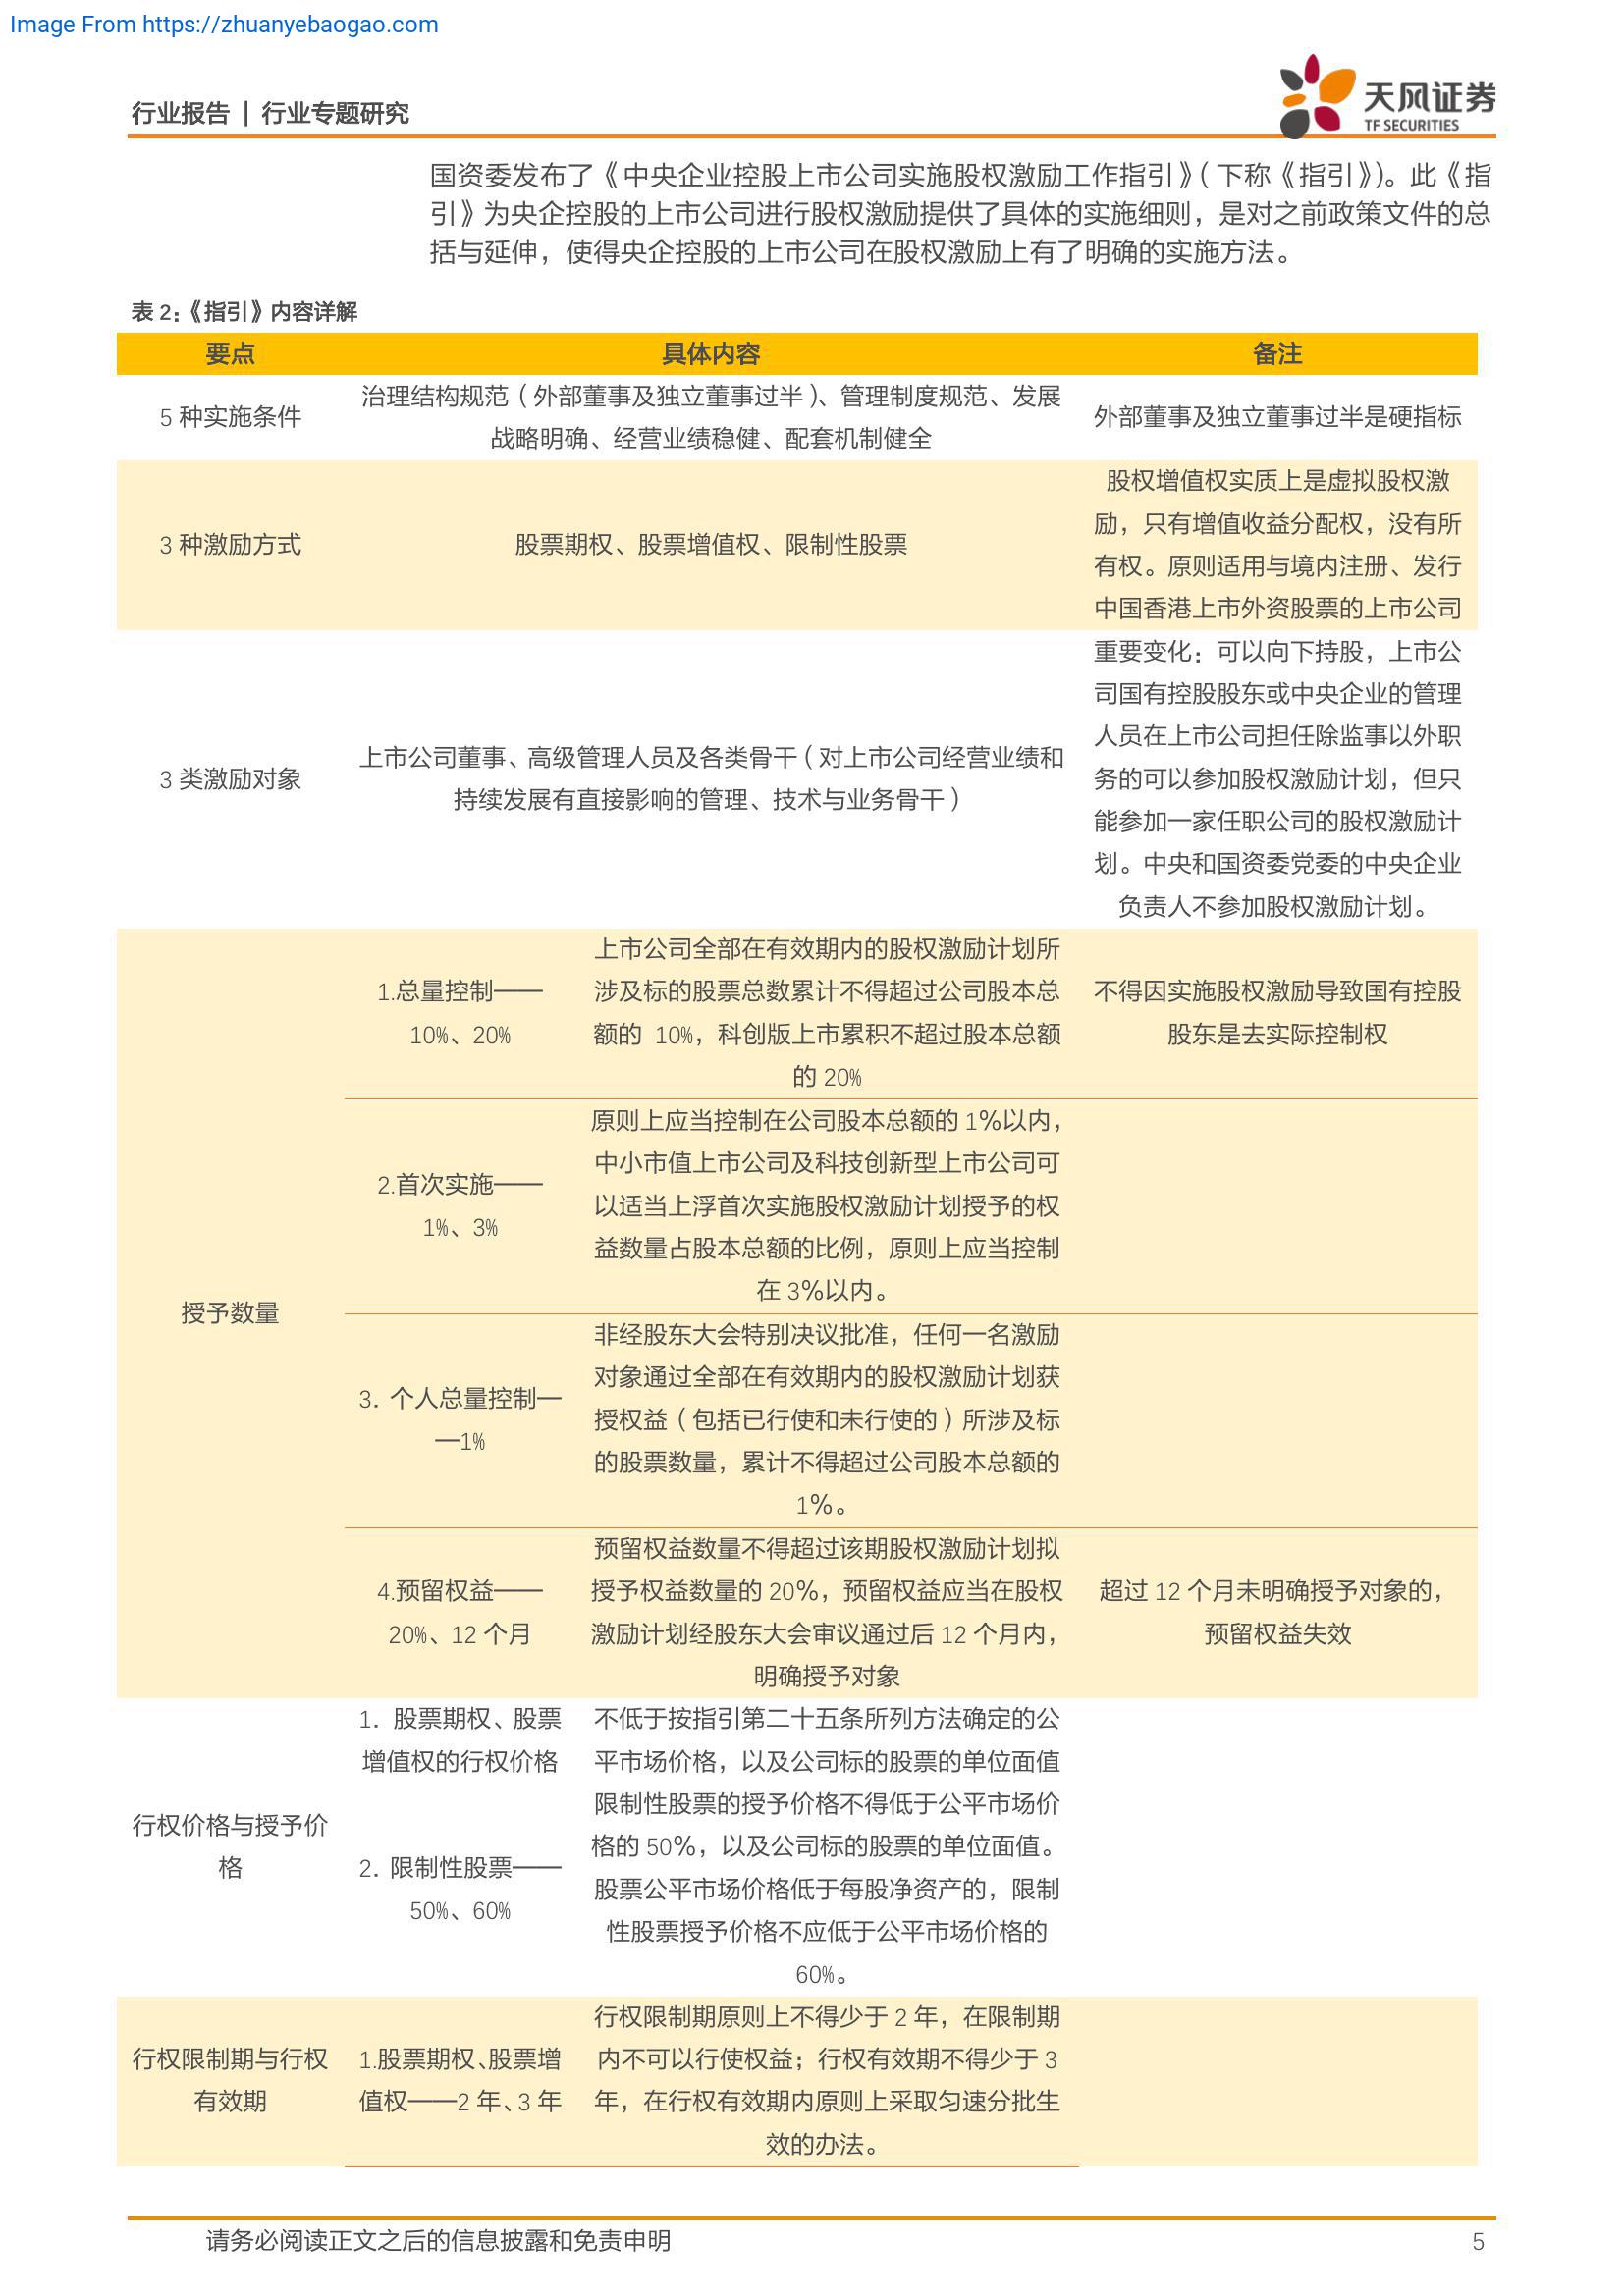 Image From https://zhuanyebaogao.com
行业报告 | 行业专题研究
天风证券
TF SECURITIES
国资委发布了《中央企业控股上市公司实施股权激励工作指引》（下称《指引》）。此《指
引》为央企控股的上市公司进行股权激励提供了具体的实施细则，是对之前政策文件的总
括与延伸，使得央企控股的上市公司在股权激励上有了明确的实施方法。
表 2：《指引》内容详解
要点 具体内容 备注
5 种实施条件
治理结构规范（外部董事及独立董事过半）、管理制度规范、发展
战略明确、经营业绩稳健、配套机制健全
外部董事及独立董事过半是硬指标
3 种激励方式
股票期权、股票增值权、限制性股票
股权增值权实质上是虚拟股权激
励，只有增值收益分配权，没有所
有权。原则适用与境内注册、发行
中国香港上市外资股票的上市公司
3 类激励对象
上市公司董事、高级管理人员及各类骨干（对上市公司经营业绩和
持续发展有直接影响的管理、技术与业务骨干）
重要变化：可以向下持股，上市公
司国有控股股东或中央企业的管理
人员在上市公司担任除监事以外职
务的可以参加股权激励计划，但只
能参加一家任职公司的股权激励计
划。中央和国资委党委的中央企业
负责人不参加股权激励计划。
授予数量
1.总量控制——
10%、20%
上市公司全部在有效期内的股权激励计划所
涉及标的股票总数累计不得超过公司股本总
额的 10%，科创版上市累积不超过股本总额
的 20%
不得因实施股权激励导致国有控股
股东是去实际控制权
2.首次实施——
1%、3%
原则上应当控制在公司股本总额的 1%以内，
中小市值上市公司及科技创新型上市公司可
以适当上浮首次实施股权激励计划授予的权
益数量占股本总额的比例，原则上应当控制
在 3%以内。
3. 个人总量控制—
—1%
非经股东大会特别决议批准，任何一名激励
对象通过全部在有效期内的股权激励计划获
授权益（包括已行使和未行使的）所涉及标
的股票数量，累计不得超过公司股本总额的
1%。
4.预留权益——
20%、12 个月
预留权益数量不得超过该期股权激励计划拟
授予权益数量的 20%，预留权益应当在股权
激励计划经股东大会审议通过后 12 个月内，
明确授予对象
超过 12 个月未明确授予对象的，
预留权益失效
行权价格与授予价
格
1. 股票期权、股票
增值权的行权价格
不低于按指引第二十五条所列方法确定的公
平市场价格，以及公司标的股票的单位面值
2. 限制性股票——
50%、60%
限制性股票的授予价格不得低于公平市场价
格的 50%，以及公司标的股票的单位面值。
股票公平市场价格低于每股净资产的，限制
性股票授予价格不应低于公平市场价格的
60%。
行权限制期与行权
有效期
1.股票期权、股票增
值权——2 年、3 年
行权限制期原则上不得少于 2 年，在限制期
内不可以行使权益；行权有效期不得少于 3
年，在行权有效期内原则上采取匀速分批生
效的办法。
请务必阅读正文之后的信息披露和免责申明
5